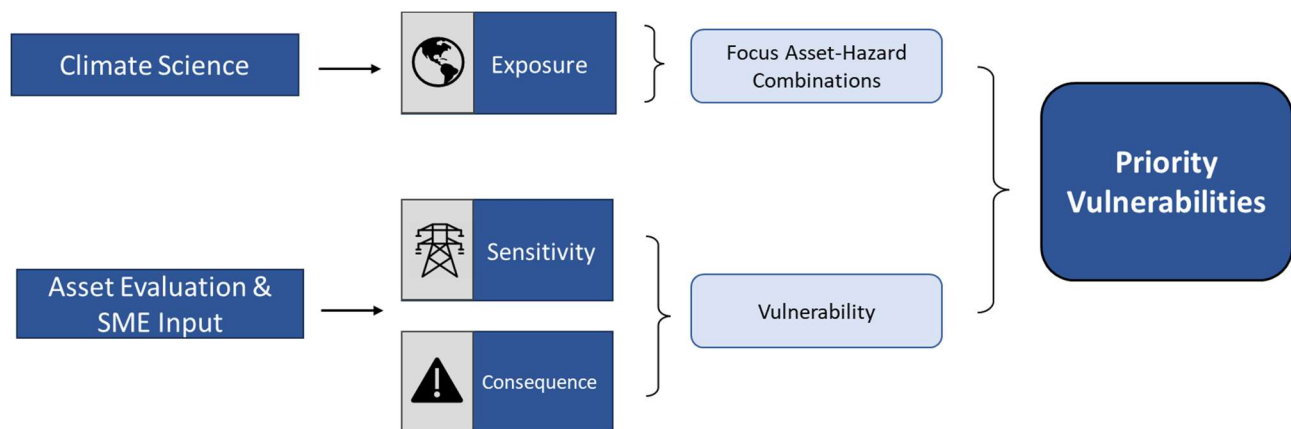 Climate Science
Exposure
Focus Asset-Hazard
Combinations
Priority
Vulnerabilities
Asset Evaluation &
SME Input
Sensitivity
Consequence
Vulnerability